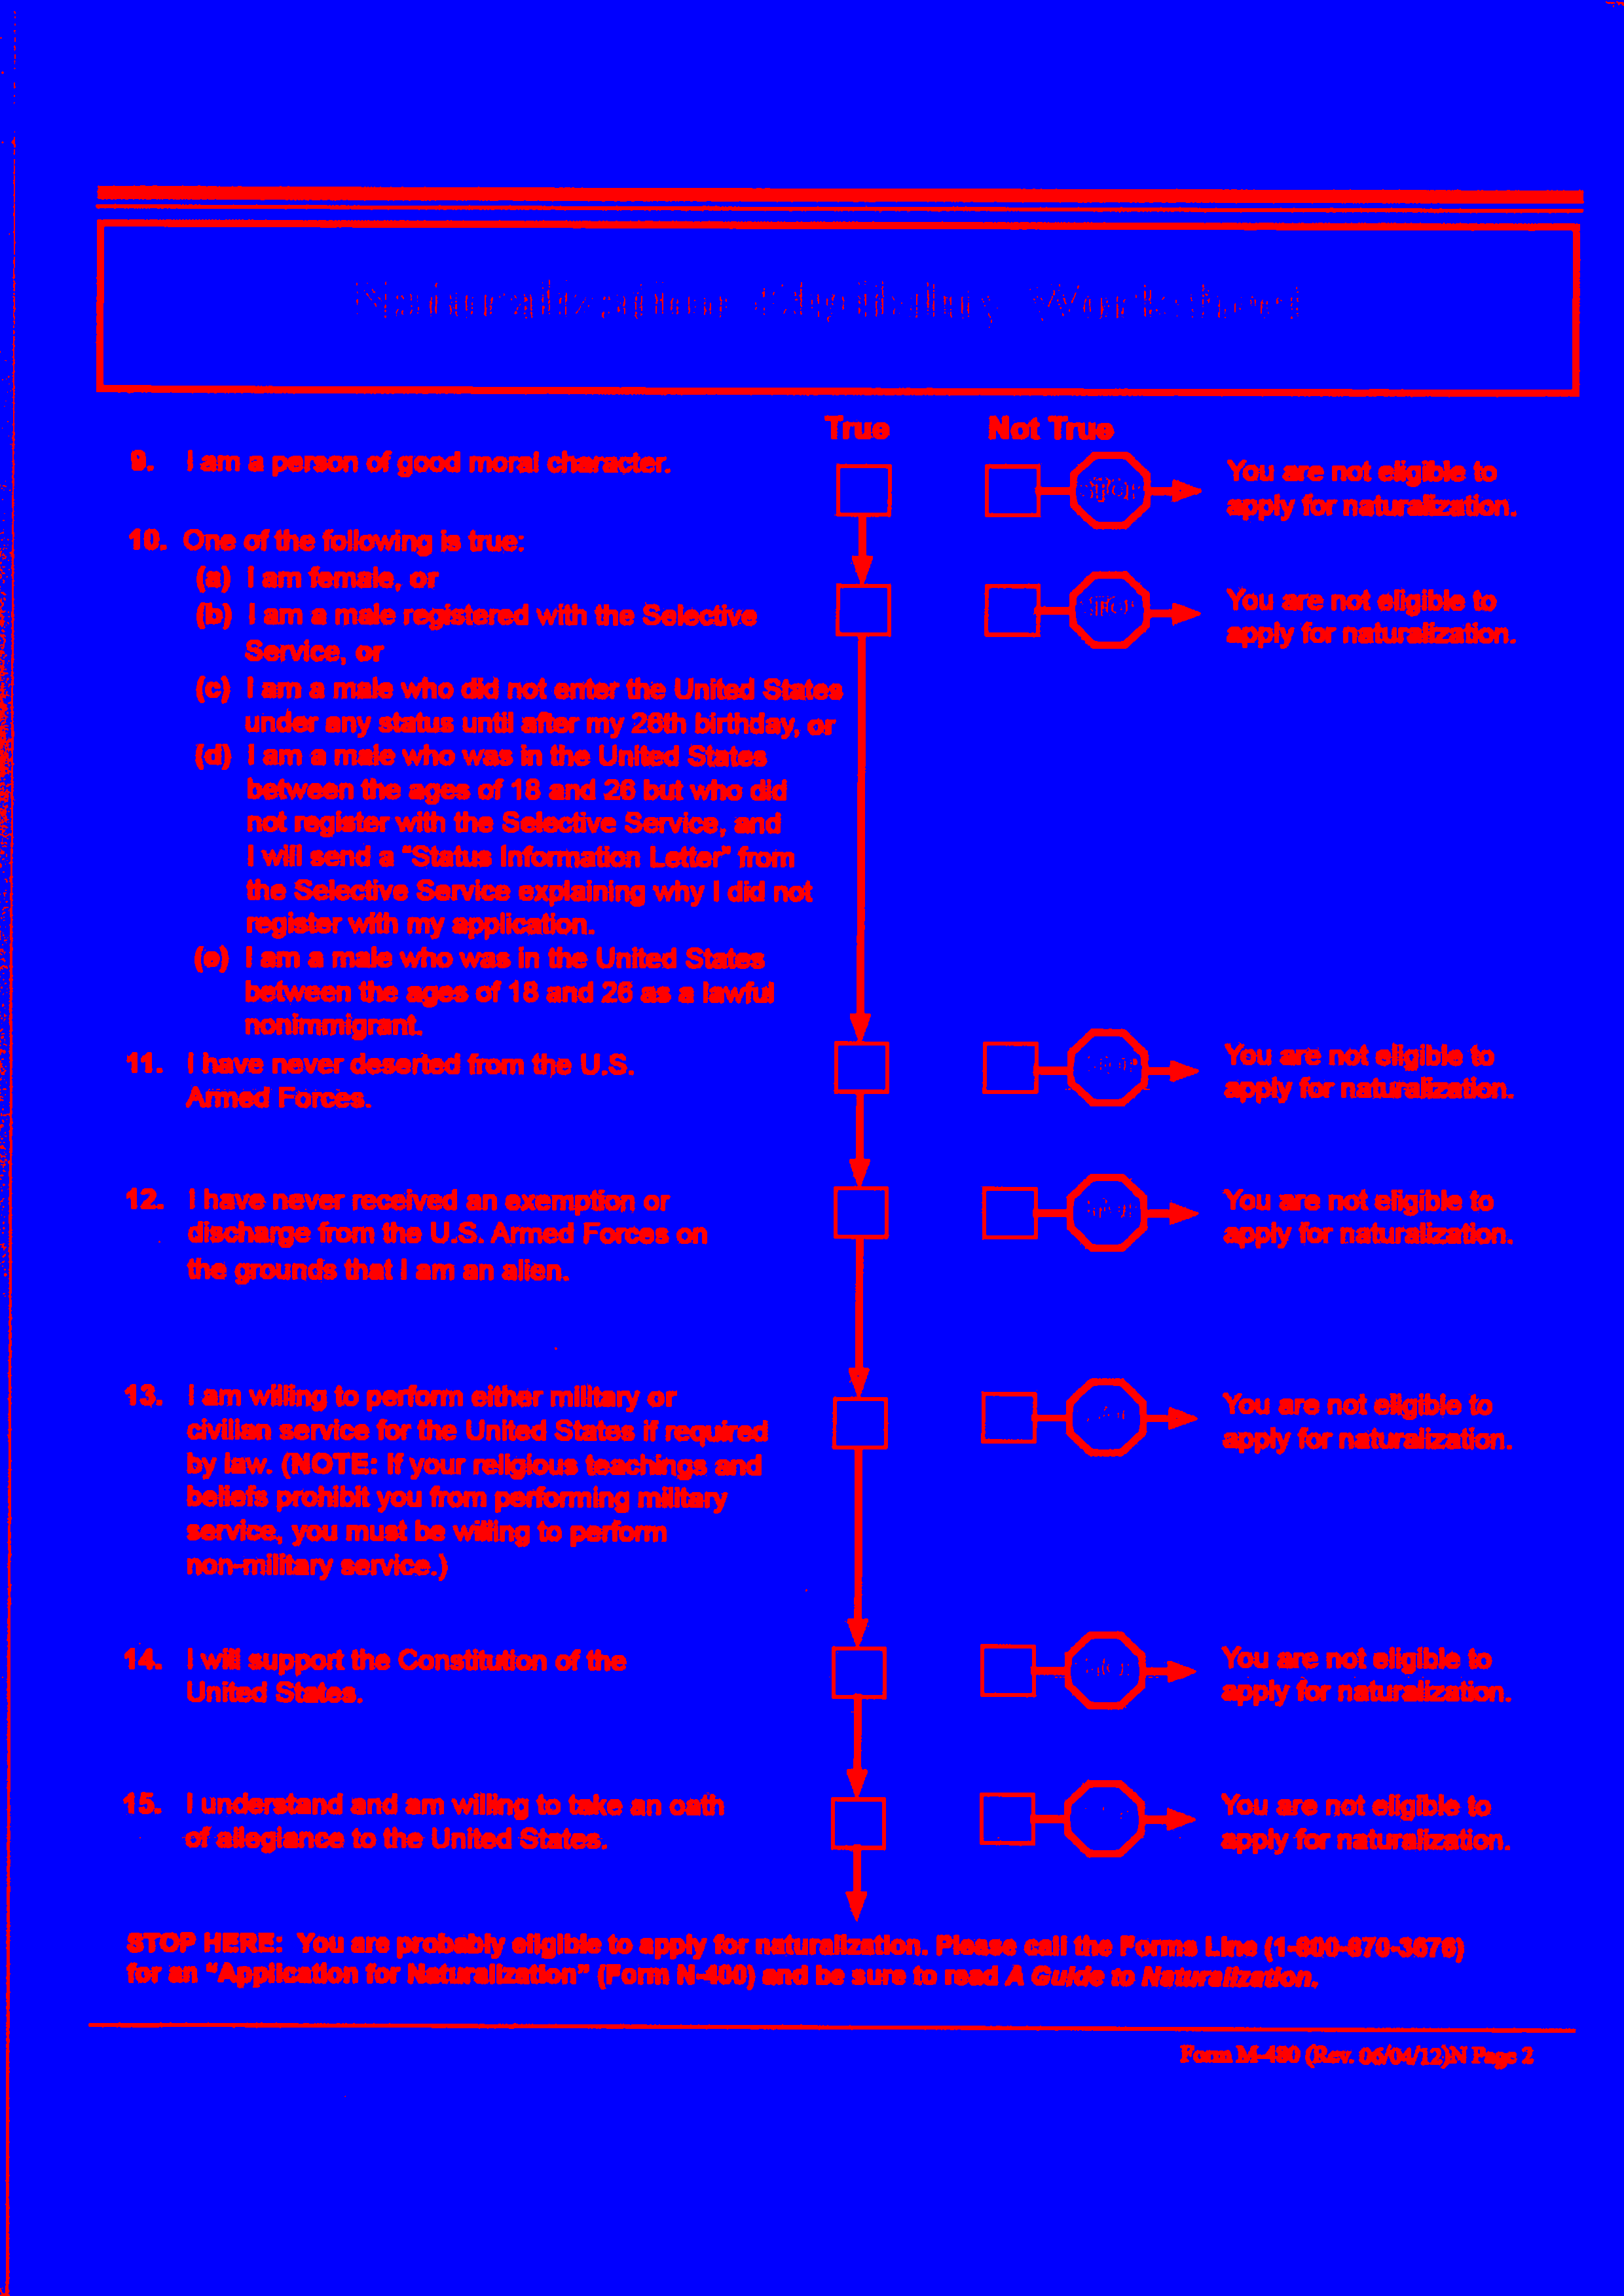 Naturalization Eligibility Worksheet
True Not True
9. I am a person of good moral character.
You are not eligible to
apply for naturalization.
10. One of the following is true:
(a) I am female, or
(b) I am a male registered with the Selective
Service, or
You are not eligible to
apply for naturalization.
(c) I am a male who did not enter the United States
under any status until after my 26th birthday, or
(d) I am a male who was in the United States
between the ages of 18 and 26 but who did
not register with the Selective Service, and
I will send a "Status Information Letter" from
the Selective Service explaining why I did not
register with my application.
(e) I am a male who was in the United States
between the ages of 18 and 26 as a lawful
nonimmigrant.
11. I have never deserted from the U.S.
Armed Forces.
You are not eligible to
apply for naturalization.
12. I have never received an exemption or
discharge from the U.S. Armed Forces on
the grounds that I am an alien.
You are not eligible to
apply for naturalization.
13. I am willing to perform either military or
civilian service for the United States if required
by law. (NOTE: If your religious teachings and
beliefs prohibit you from performing military
service, you must be willing to perform
non-military service.)
You are not eligible to
apply for naturalization.
14. I will support the Constitution of the
United States.
You are not eligible to
apply for naturalization.
15. I understand and am willing to take an oath
of allegiance to the United States.
You are not eligible to
apply for naturalization.
STOP HERE: You are probably eligible to apply for naturalization. Please call the Forms Line (1-800-870-3676)
for an "Application for Naturalization" (Form N-400) and be sure to read A Guide to Naturalization.
Form M-480 (Rev. 06/04/12)N Page 2